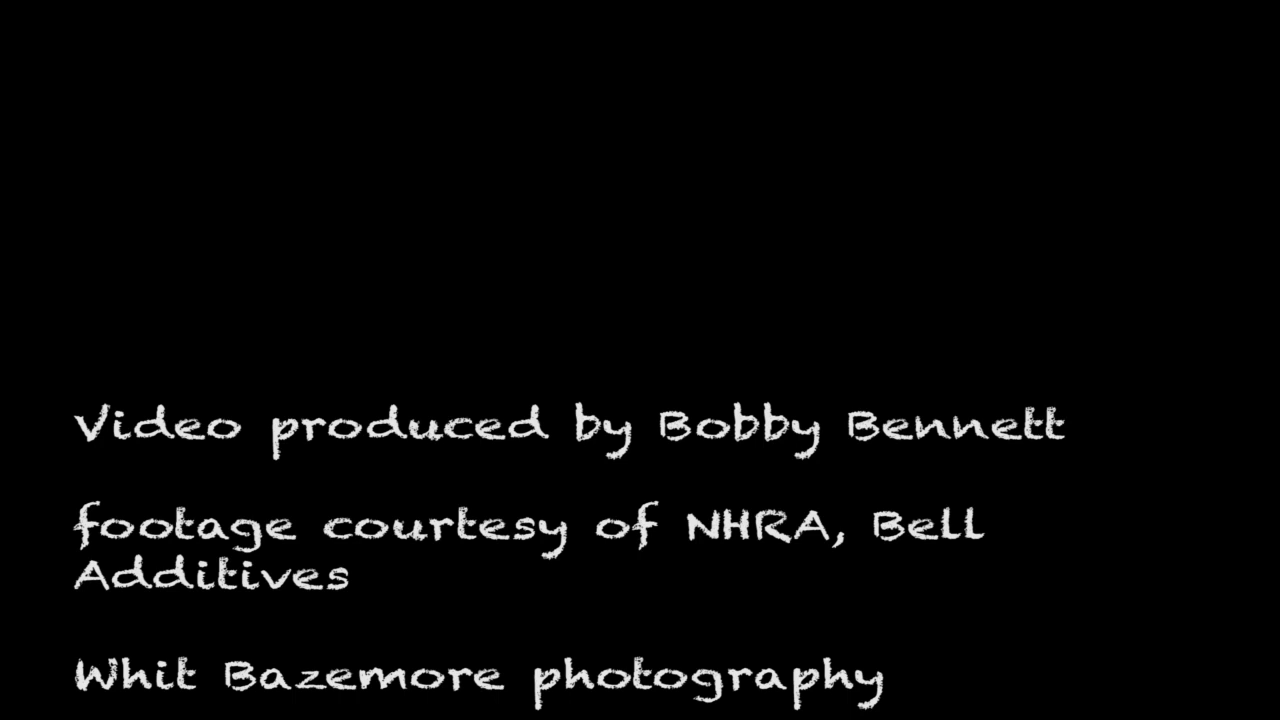 Video produced by Bobby Bennett
footage courtesy of NHRA, Bell
Additives
Whit Bazemore photography